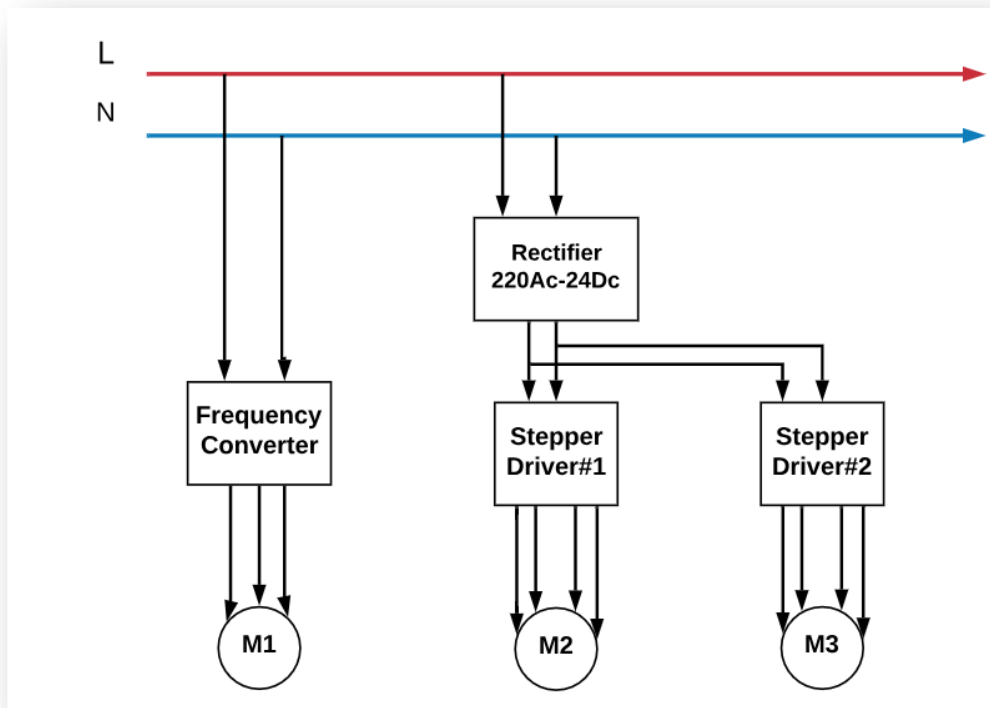 L
N
Rectifier
220Ac-24Dc
Frequency
Converter
Stepper
Driver#1
Stepper
Driver#2
M1
M2
M3